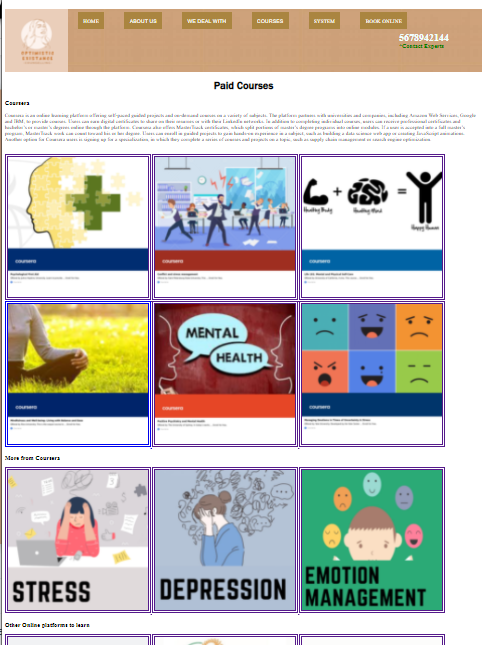 HOME ABOUT US WE DEAL WITH COURSES SYSTEM BOOK ONLINE
OPTIMISTIC
5678942144
*Contact Experts
Paid Courses
Coursera
Coursera is an online learning platform offering self-paced guided projects and on-demand courses on a variety of subjects. The platform partners with universities and companies, including Amazon Web Services, Google
and IBM, to provide courses. Users can earn digital certificates to share on their resumes or with their LinkedIn networks. In addition to completing individual courses, users can receive professional certificates and
bachelor's or master's degrees online through the platform. Coursera also offers MasterTrack certificates, which split portions of master's degree programs into online modules. If a user is accepted into a full master's
program, MasterTrack work can count toward his or her degree. Users can enroll in guided projects to gain hands-on experience in a subject, such as building a data science web app or creating JavaScript animations.
Another option for Coursera users is signing up for a specialization, in which they complete a series of courses and projects on a topic, such as supply chain management or search engine optimization.
Healthy Body + Healthy Mind = Happy Human
coursera coursera coursera
MENTAL
HEALTH
coursera coursera coursera
More from Coursera
STRESS
DEPRESSION
EMOTION
MANAGEMENT
Other Online platforms to learn